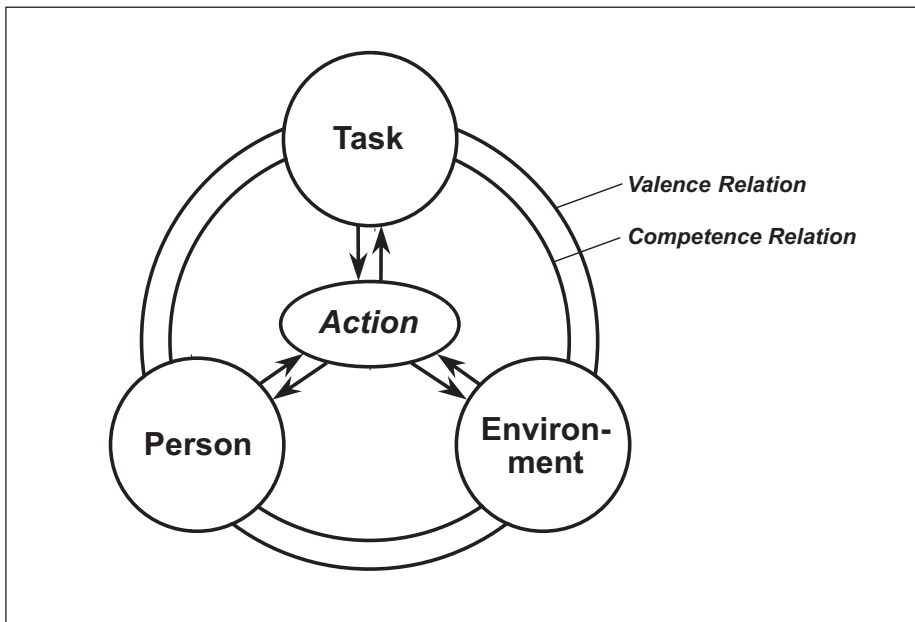 Task
Valence Relation
Competence Relation
Action
Person
Environ-
ment